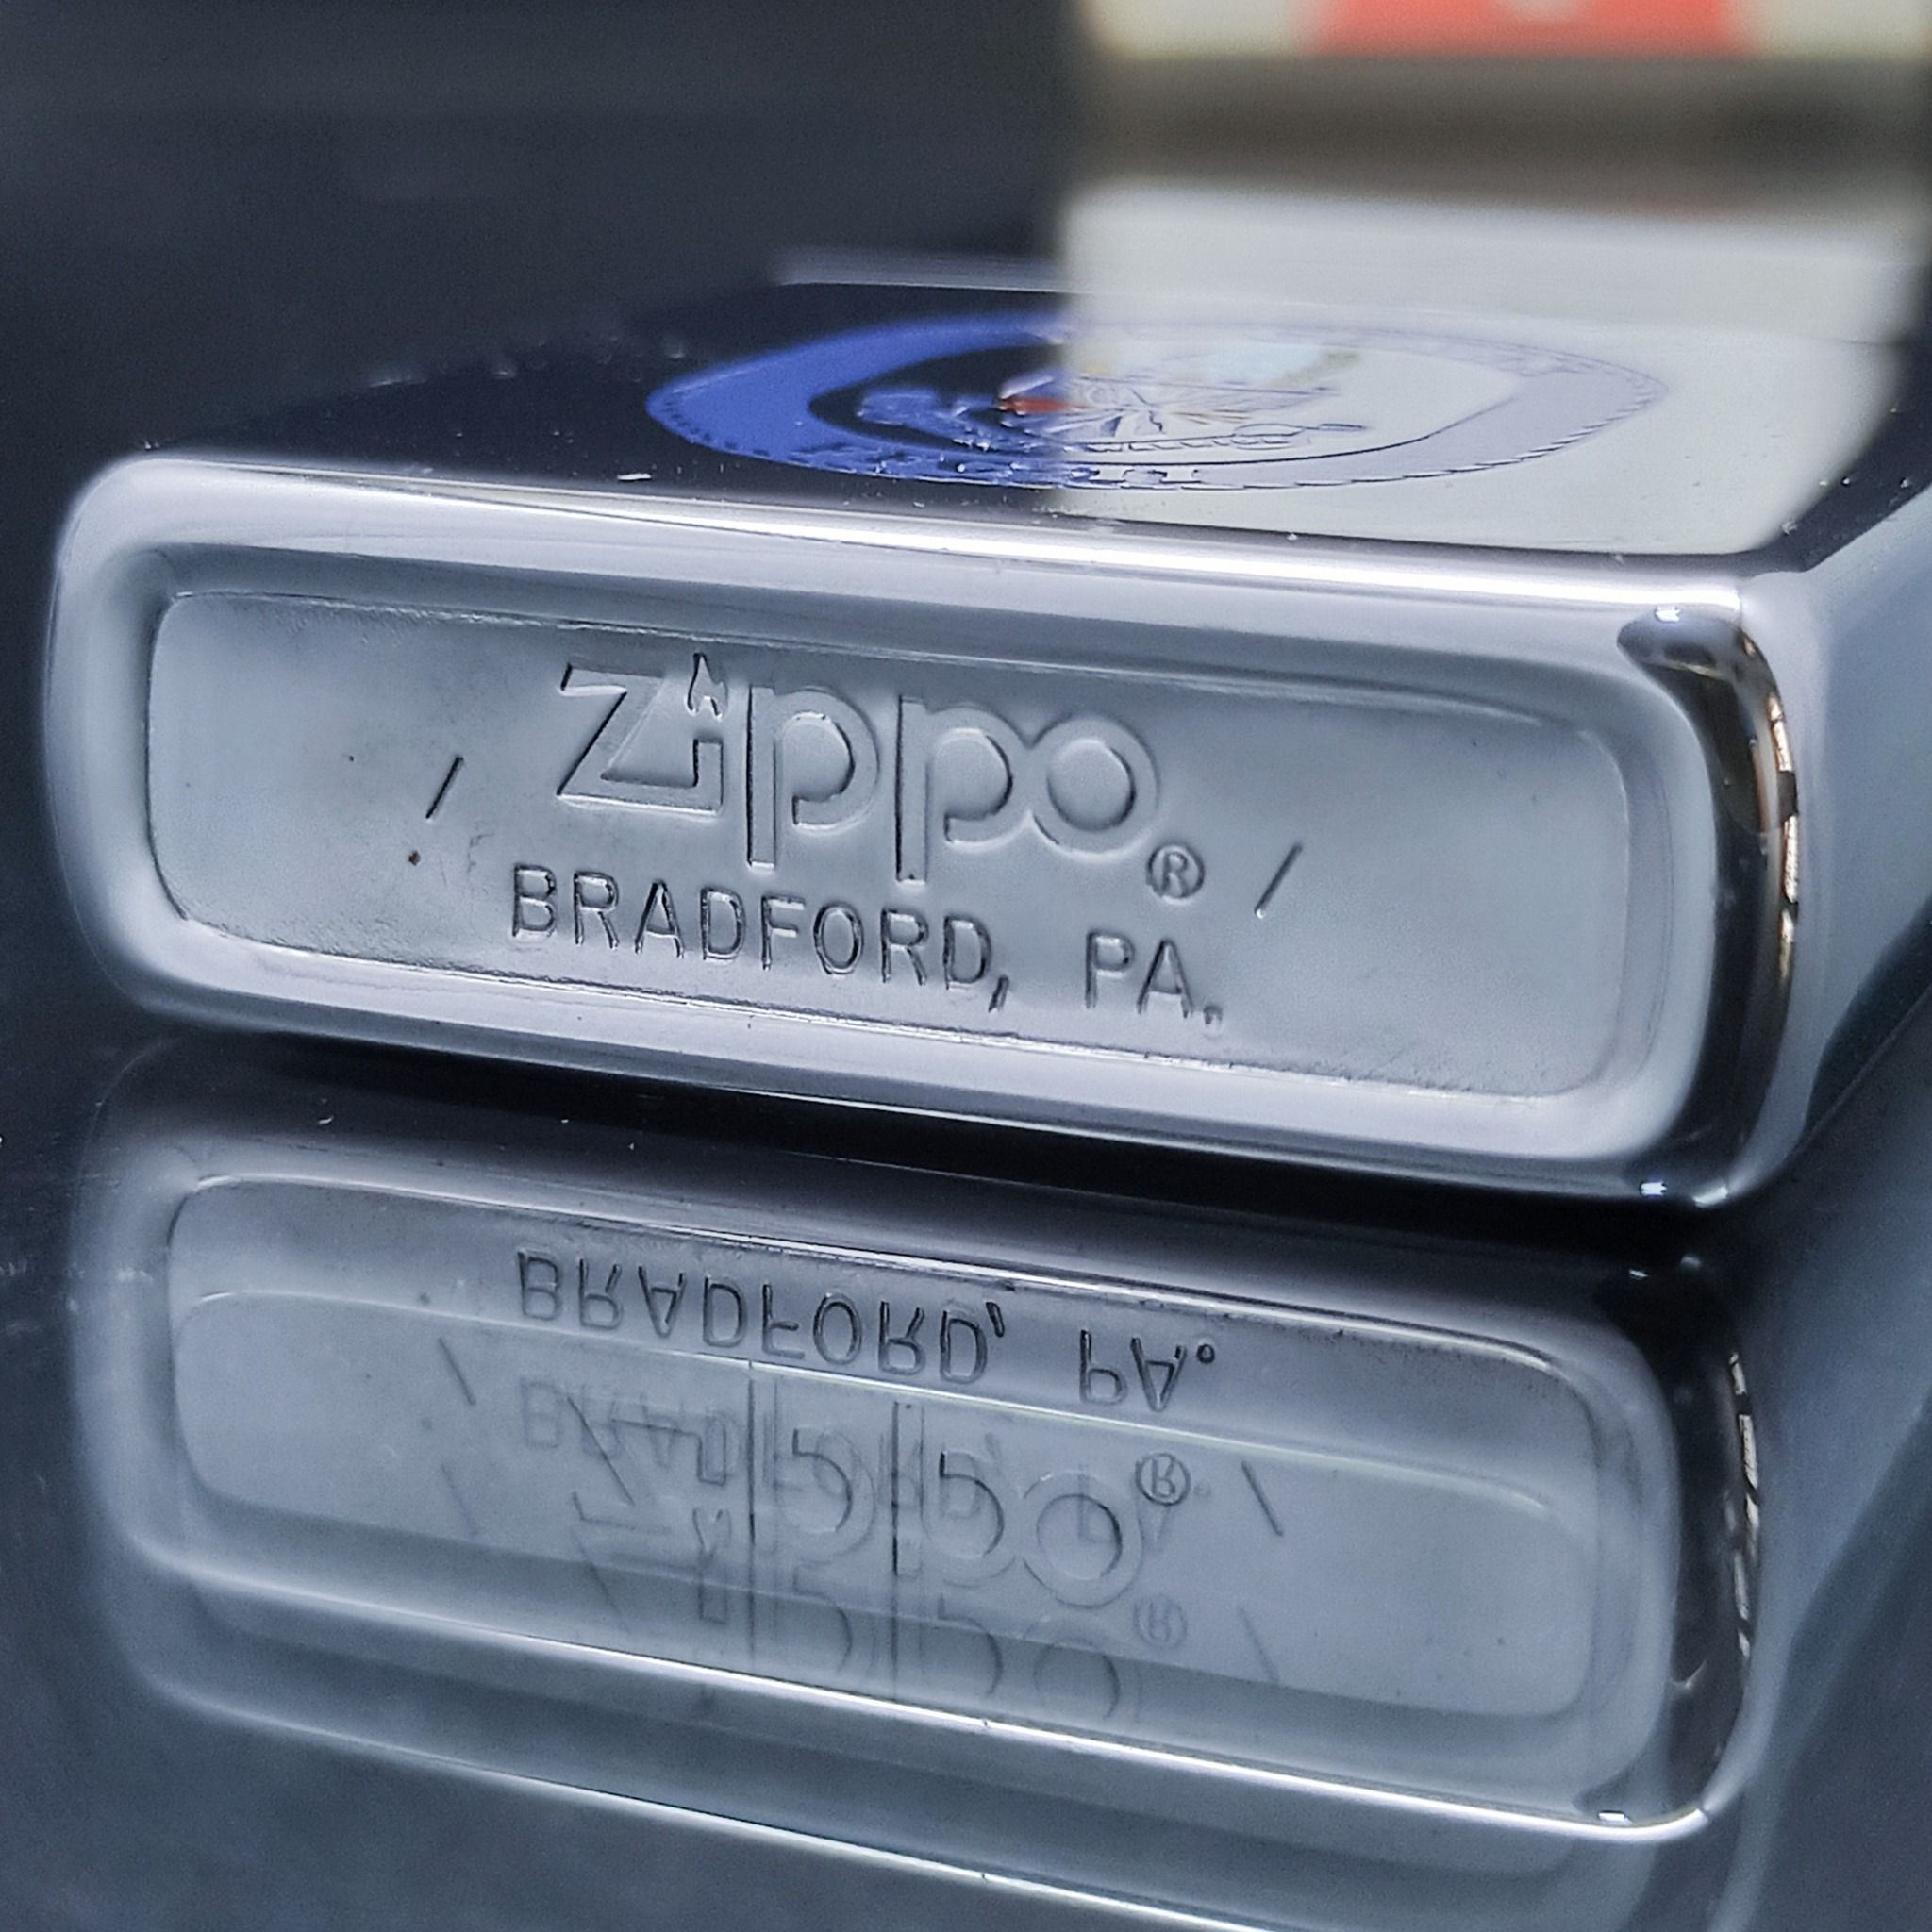 / Zippo® /
BRADFORD, PA.